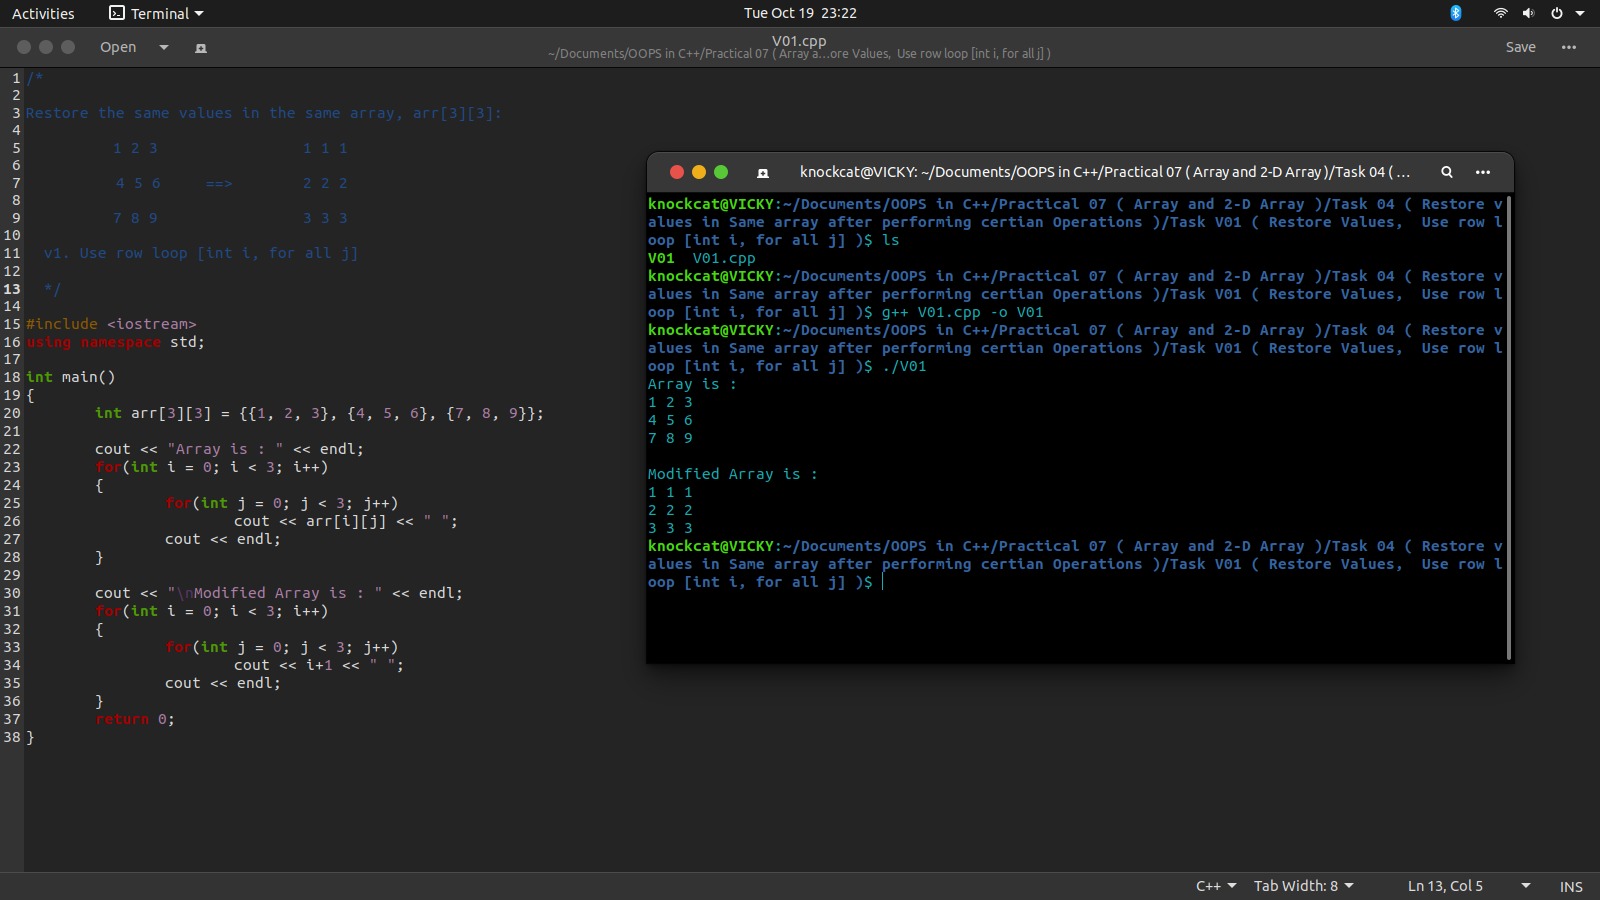 Activities Terminal Tue Oct 19 23:22
Open V01.cpp Save
~/Documents/OOPS in C++/Practical 07 ( Array a...ore Values, Use row loop [int i, for all j] )
1 /*
2
3 Restore the same values in the same array, arr[3][3]:
4
5 1 2 3 1 1 1
6
7 4 5 6 ==> 2 2 2
8
9 7 8 9 3 3 3
10
11 v1. Use row loop [int i, for all j]
12
13 */
14
15 #include <iostream>
16 using namespace std;
17
18 int main()
19 {
20 int arr[3][3] = {{1, 2, 3}, {4, 5, 6}, {7, 8, 9}};
21
22 cout << "Array is : " << endl;
23 for(int i = 0; i < 3; i++)
24 {
25 for(int j = 0; j < 3; j++)
26 cout << arr[i][j] << " ";
27 cout << endl;
28 }
29
30 cout << "\nModified Array is : " << endl;
31 for(int i = 0; i < 3; i++)
32 {
33 for(int j = 0; j < 3; j++)
34 cout << i+1 << " ";
35 cout << endl;
36 }
37 return 0;
38 }
knockcat@VICKY: ~/Documents/OOPS in C++/Practical 07 ( Array and 2-D Array )/Task 04 ( ...
knockcat@VICKY:~/Documents/OOPS in C++/Practical 07 ( Array and 2-D Array )/Task 04 ( Restore v
alues in Same array after performing certian Operations )/Task V01 ( Restore Values,  Use row l
oop [int i, for all j] )$ ls
V01  V01.cpp
knockcat@VICKY:~/Documents/OOPS in C++/Practical 07 ( Array and 2-D Array )/Task 04 ( Restore v
alues in Same array after performing certian Operations )/Task V01 ( Restore Values,  Use row l
oop [int i, for all j] )$ g++ V01.cpp -o V01
knockcat@VICKY:~/Documents/OOPS in C++/Practical 07 ( Array and 2-D Array )/Task 04 ( Restore v
alues in Same array after performing certian Operations )/Task V01 ( Restore Values,  Use row l
oop [int i, for all j] )$ ./V01
Array is :
1 2 3
4 5 6
7 8 9

Modified Array is :
1 1 1
2 2 2
3 3 3
knockcat@VICKY:~/Documents/OOPS in C++/Practical 07 ( Array and 2-D Array )/Task 04 ( Restore v
alues in Same array after performing certian Operations )/Task V01 ( Restore Values,  Use row l
oop [int i, for all j] )$
C++ Tab Width: 8 Ln 13, Col 5 INS